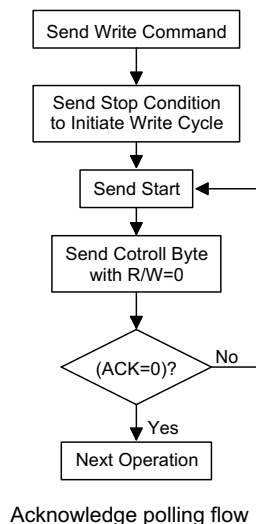 Send Write Command
Send Stop Condition
to Initiate Write Cycle
Send Start
Send Cotroll Byte
with R/W=0
(ACK=0)?
No
Yes
Next Operation
Acknowledge polling flow